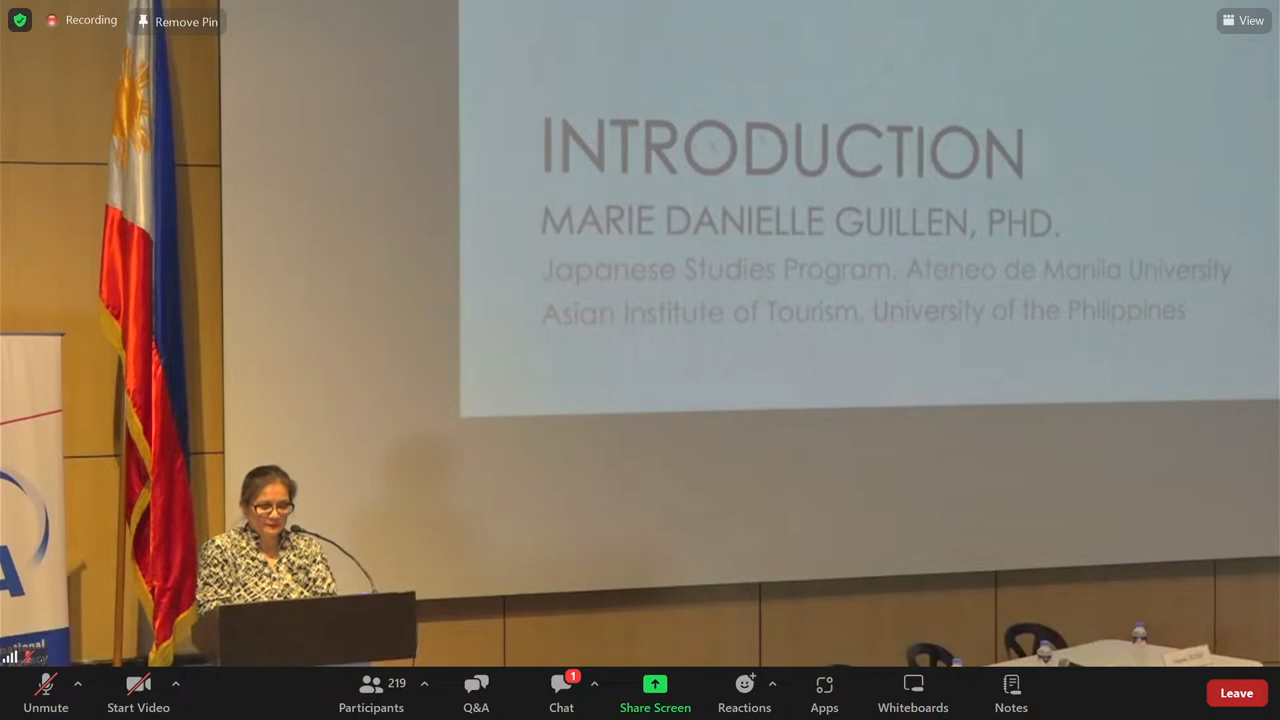 Recording
Remove Pin
View
INTRODUCTION
MARIE DANIELLE GUILLEN, PHD.
Japanese Studies Program, Ateneo de Manila University
Asian Institute of Tourism, University of the Philippines
A
Unmute
Start Video
219
Participants
Q&A
1
Chat
Share Screen
Reactions
Apps
Whiteboards
Notes
Leave